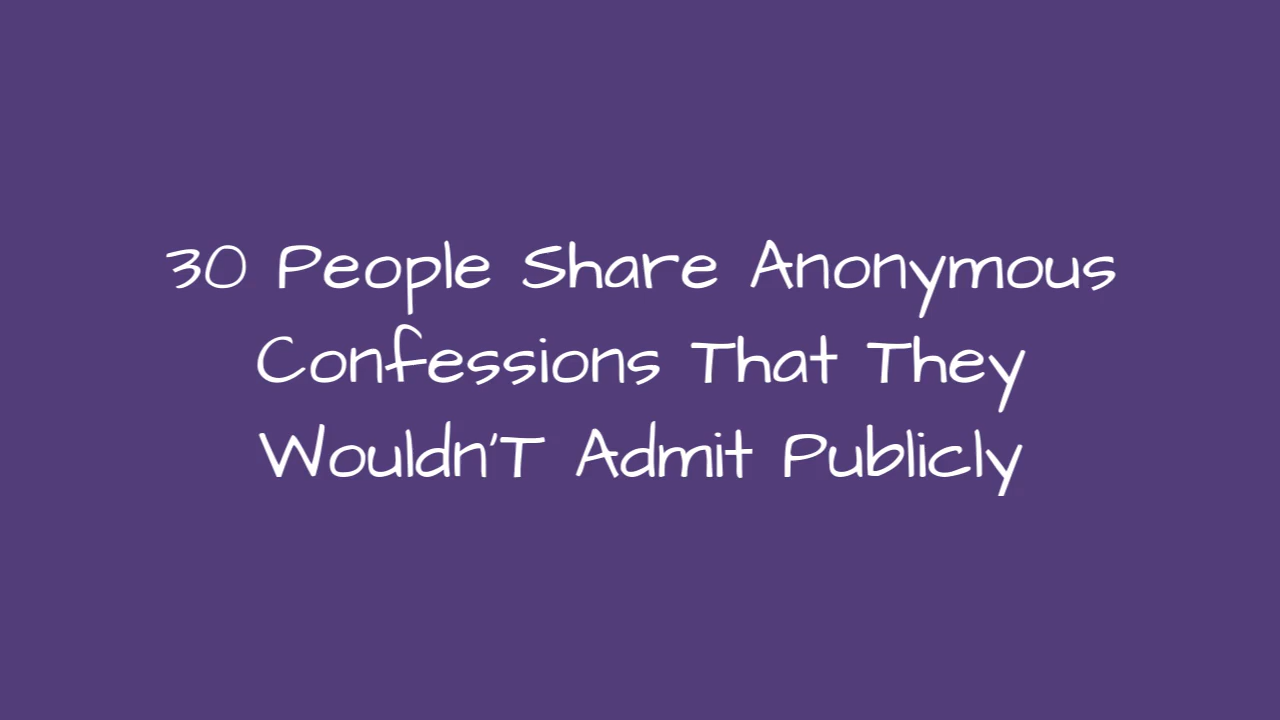 30 People Share Anonymous
Confessions That They
Wouldn'T Admit Publicly